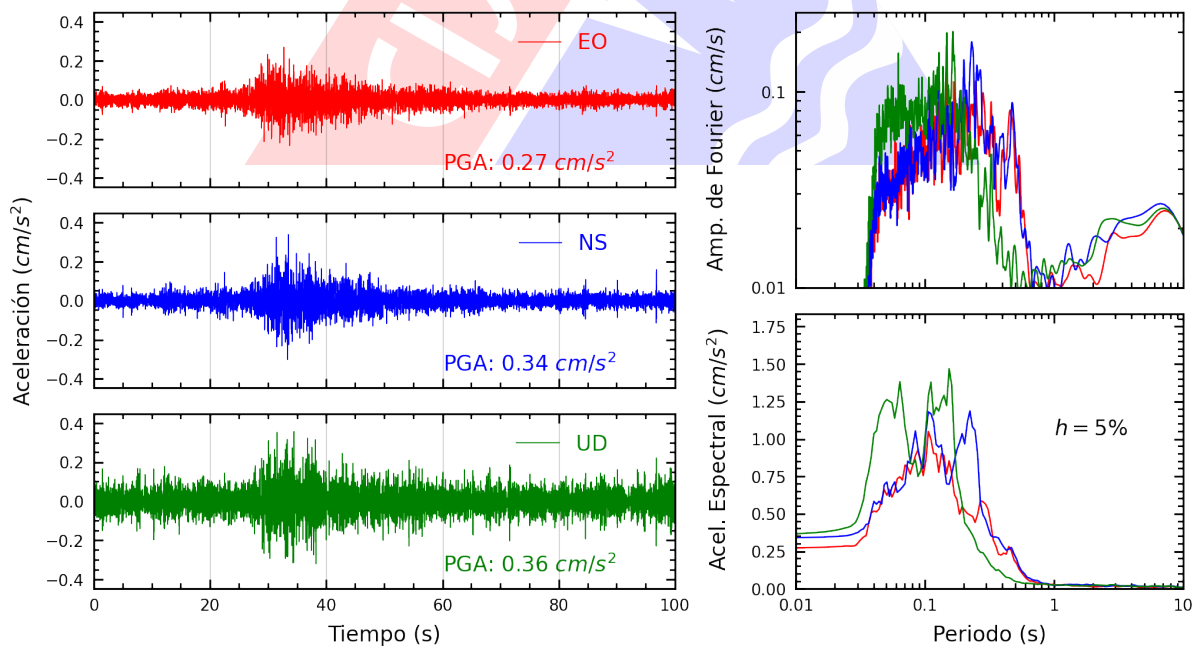 Aceleración (cm/s²)
0.4
0.2
0.0
−0.2
−0.4
EO
PGA: 0.27 cm/s²
0.4
0.2
0.0
−0.2
−0.4
NS
PGA: 0.34 cm/s²
0.4
0.2
0.0
−0.2
−0.4
UD
PGA: 0.36 cm/s²
0 20 40 60 80 100
Tiempo (s)
Amp. de Fourier (cm/s)
0.1
0.01
Acel. Espectral (cm/s²)
1.75
1.50
1.25
1.00
0.75
0.50
0.25
0.00
h = 5%
0.01 0.1 1 10
Periodo (s)